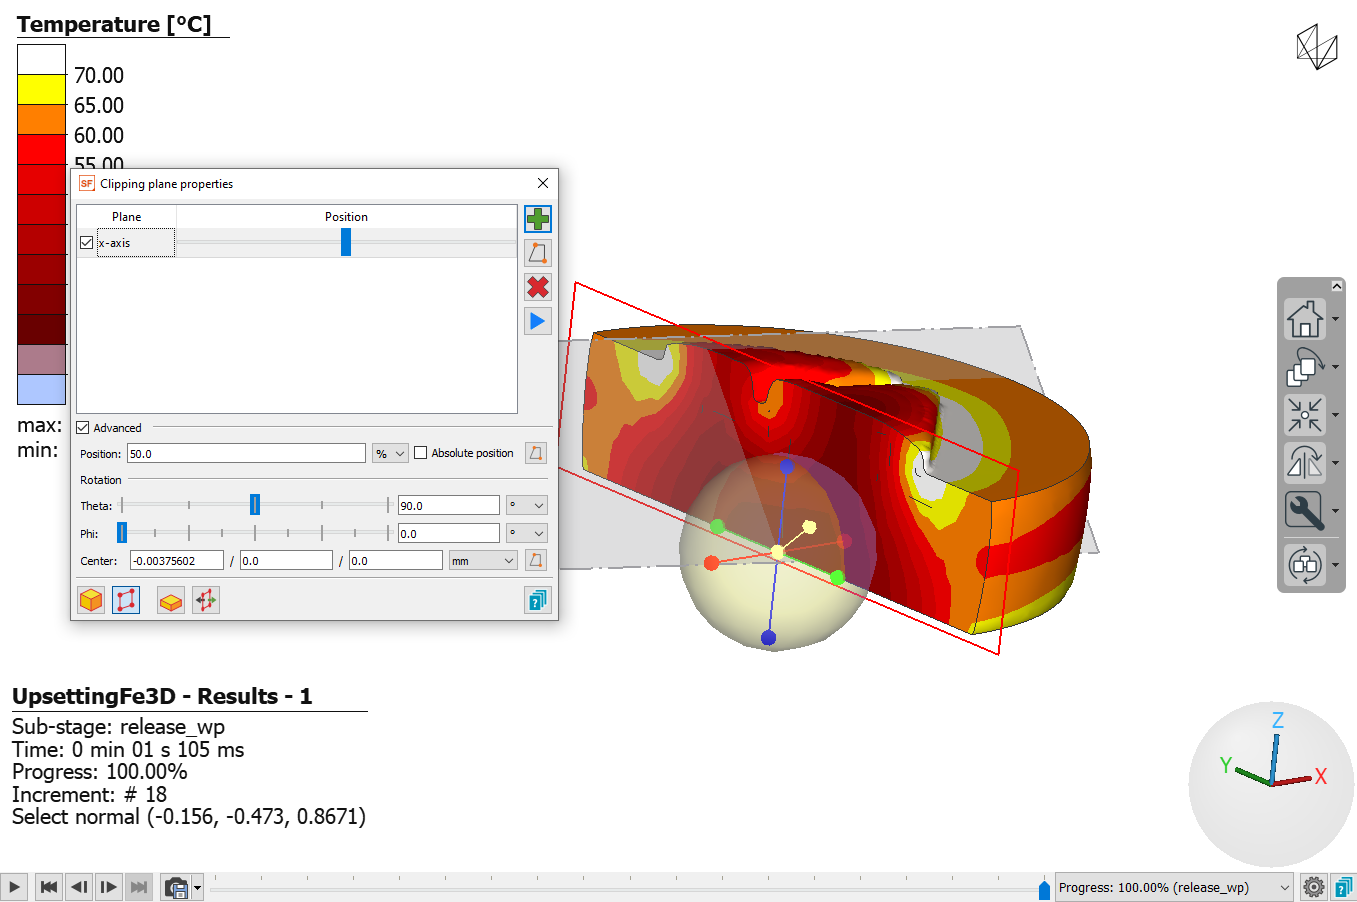 Temperature [°C]
70.00
65.00
60.00
55.00
max:
min:
SF Clipping plane properties
Plane Position
x-axis
Advanced
Position: 50.0 % Absolute position
Rotation
Theta: 90.0 °
Phi: 0.0 °
Center: -0.00375602 / 0.0 / 0.0 mm
UpsettingFe3D - Results - 1
Sub-stage: release_wp
Time: 0 min 01 s 105 ms
Progress: 100.00%
Increment: # 18
Select normal (-0.156, -0.473, 0.8671)
Z
Y
X
Progress: 100.00% (release_wp)